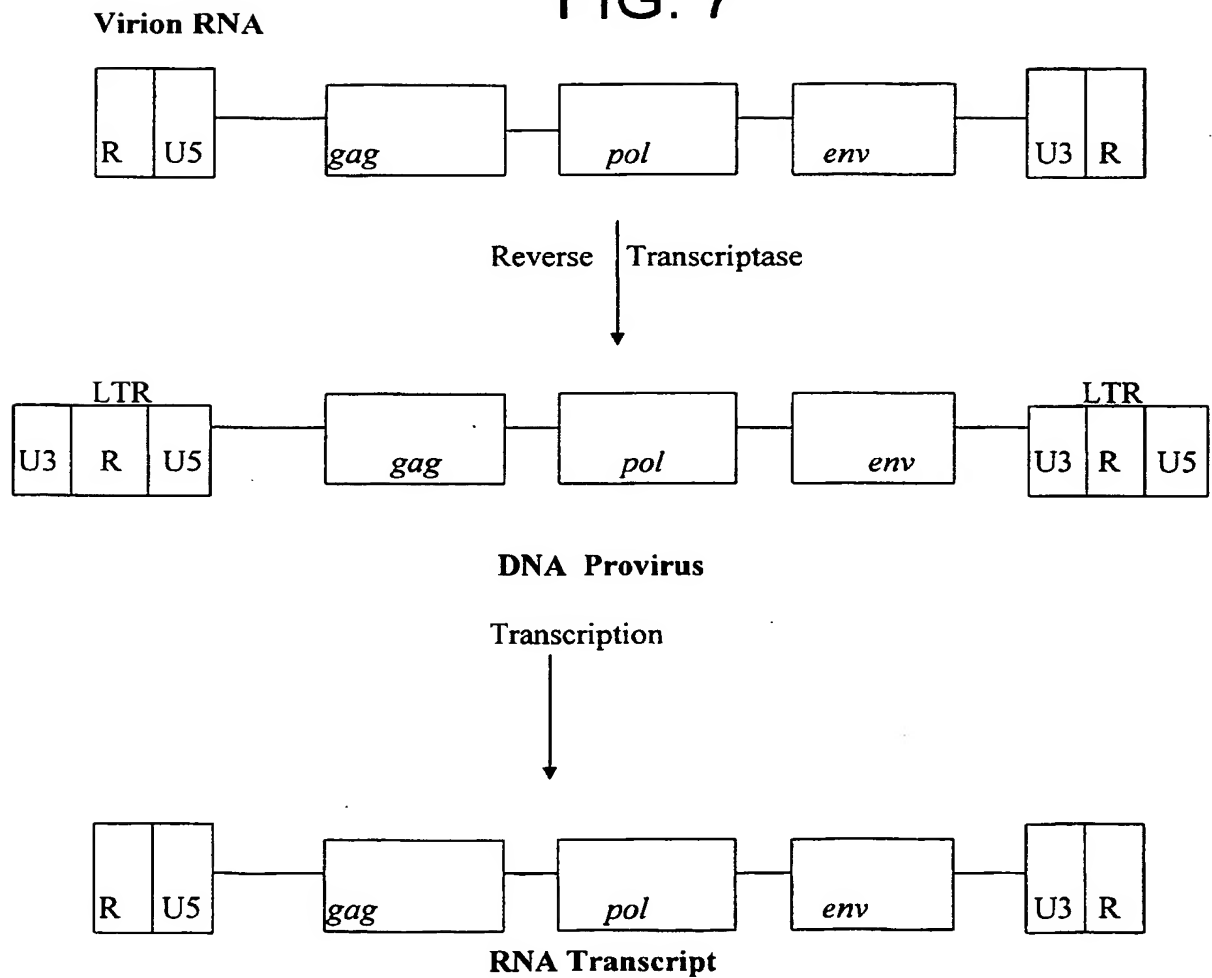 FIG. 7
Virion RNA
R U5 gag pol env U3 R
Reverse Transcriptase
LTR LTR
U3 R U5 gag pol env U3 R U5
DNA Provirus
Transcription
R U5 gag pol env U3 R
RNA Transcript